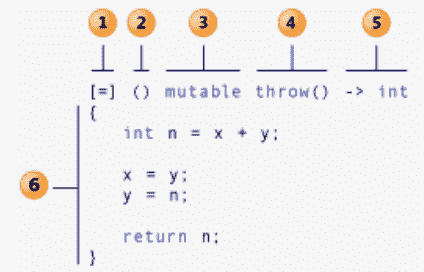 1 2 3 4 5
[=] () mutable throw() -> int
{
int n = x + y;
x = y;
y = n;
6
return n;
}